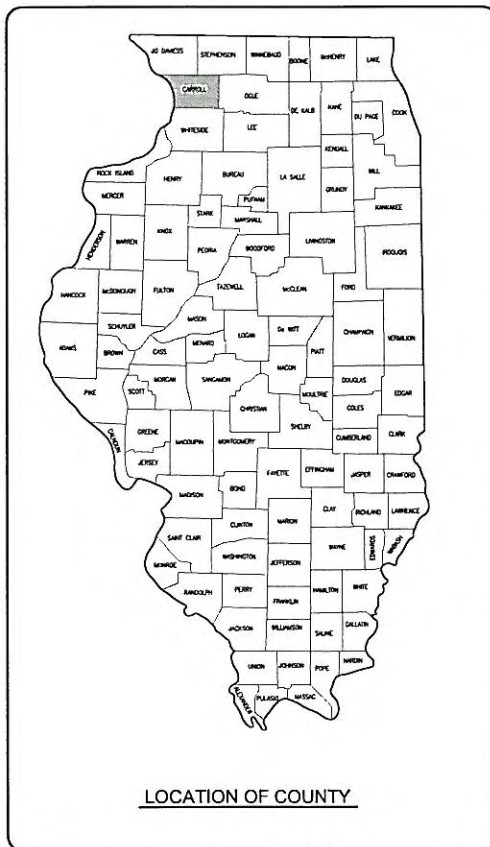 JO DAVIESS STEPHENSON WINNEBAGO BOONE McHENRY LAKE
CARROLL OGLE DE KALB KANE COOK
DU PAGE
WHITESIDE LEE
KENDALL
ROCK ISLAND HENRY BUREAU LA SALLE GRUNDY WILL
MERCER PUTNAM KANKAKEE
STARK MARSHALL
HENDERSON WARREN KNOX PEORIA WOODFORD LIVINGSTON IROQUOIS
HANCOCK McDONOUGH FULTON TAZEWELL McCLEAN FORD
MASON
SCHUYLER LOGAN De WITT CHAMPAIGN VERMILION
ADAMS BROWN CASS MENARD PIATT
MACON
MORGAN SANGAMON DOUGLAS EDGAR
PIKE SCOTT MOULTRIE COLES
CHRISTIAN
SHELBY
CALHOUN GREENE MACOUPIN MONTGOMERY CUMBERLAND CLARK
JERSEY
FAYETTE EFFINGHAM JASPER CRAWFORD
MADISON BOND
CLAY RICHLAND LAWRENCE
CLINTON MARION
SAINT CLAIR WAYNE EDWARDS WABASH
WASHINGTON JEFFERSON
MONROE
RANDOLPH PERRY HAMILTON WHITE
FRANKLIN
JACKSON WILLIAMSON SALINE GALLATIN
UNION JOHNSON POPE HARDIN
ALEXANDER PULASKI MASSAC
LOCATION OF COUNTY